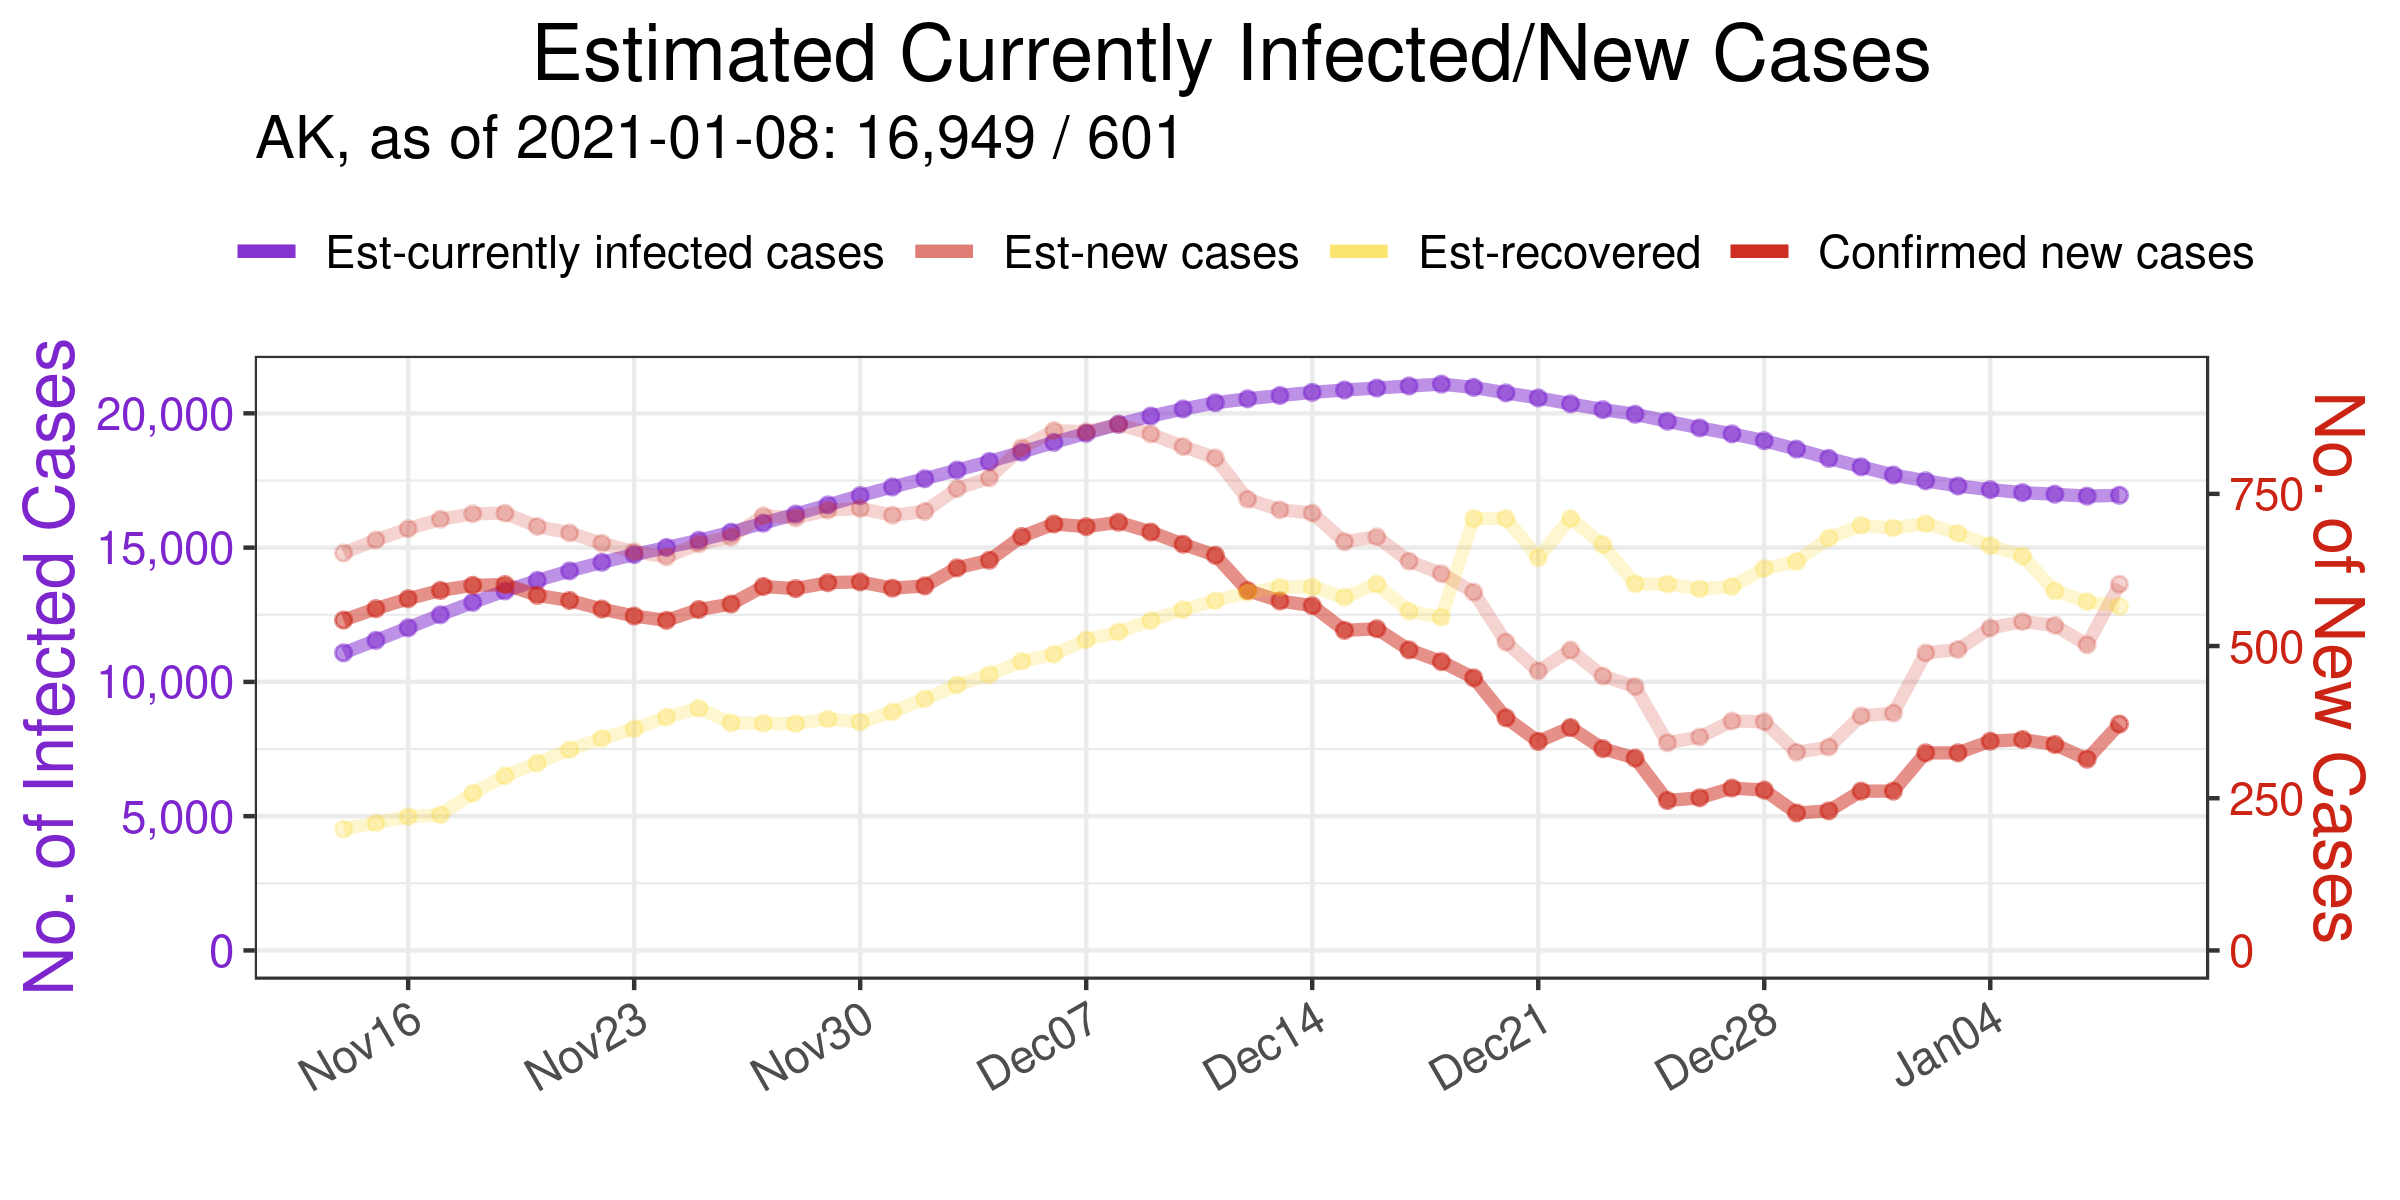 Estimated Currently Infected/New Cases
AK, as of 2021-01-08: 16,949 / 601
Est-currently infected cases
Est-new cases
Est-recovered
Confirmed new cases
No. of Infected Cases
20,000
15,000
10,000
5,000
0
No. of New Cases
750
500
250
0
Nov16
Nov23
Nov30
Dec07
Dec14
Dec21
Dec28
Jan04